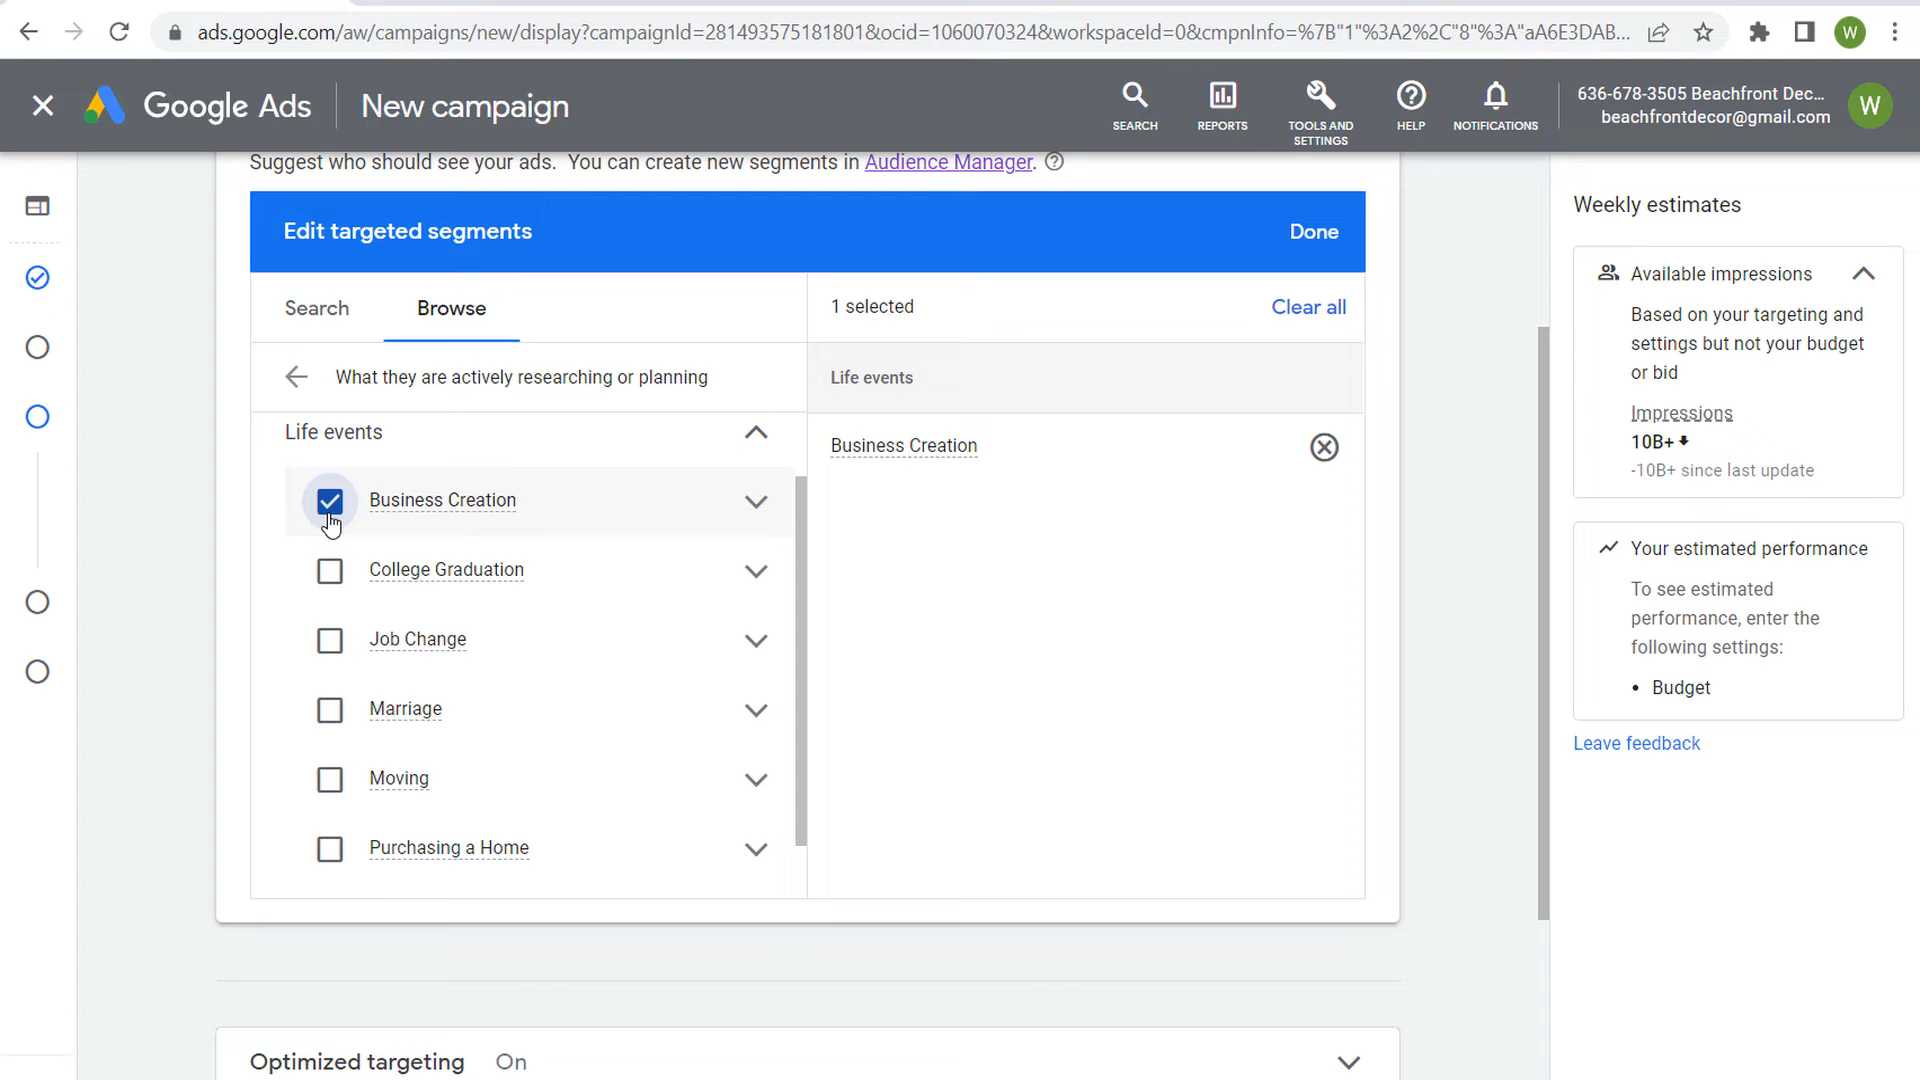 ads.google.com/aw/campaigns/new/display?campaignId=281493575181801&ocid=1060070324&workspaceId=0&cmpnInfo=%7B"1"%3A2%2C"8"%3A"aA6E3DAB...
W
Google Ads
New campaign
SEARCH
REPORTS
TOOLS AND
SETTINGS
HELP
NOTIFICATIONS
636-678-3505 Beachfront Dec...
beachfrontdecor@gmail.com
W
Suggest who should see your ads. You can create new segments in Audience Manager.
Edit targeted segments
Done
Search
Browse
1 selected
Clear all
What they are actively researching or planning
Life events
Life events
Business Creation
Business Creation
College Graduation
Job Change
Marriage
Moving
Purchasing a Home
Optimized targeting
On
Weekly estimates
Available impressions
Based on your targeting and
settings but not your budget
or bid
Impressions
10B+
-10B+ since last update
Your estimated performance
To see estimated
performance, enter the
following settings:
• Budget
Leave feedback